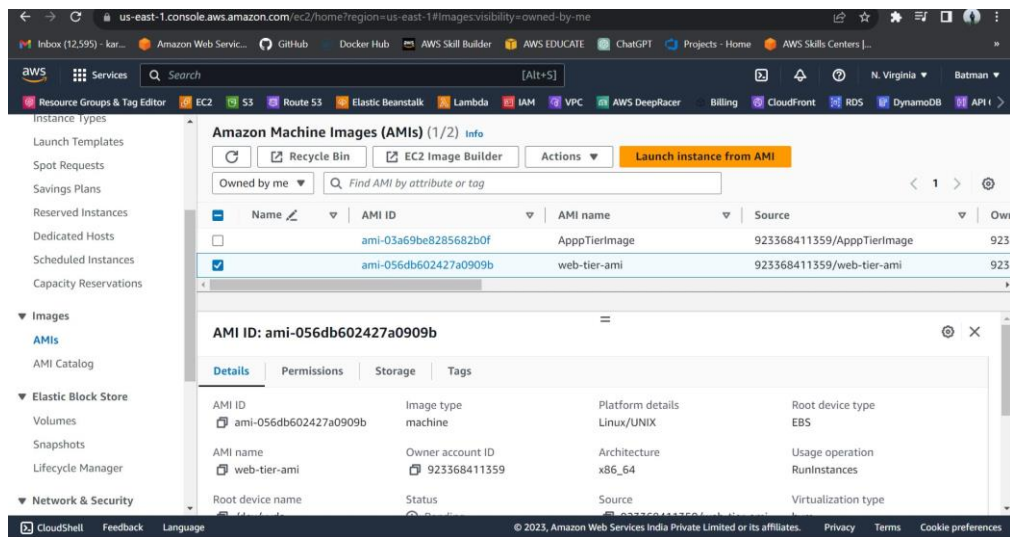 us-east-1.console.aws.amazon.com/ec2/home?region=us-east-1#Images:visibility=owned-by-me
Inbox (12,595) - kar... Amazon Web Servic... GitHub Docker Hub AWS Skill Builder AWS EDUCATE ChatGPT Projects - Home AWS Skills Centers |... »
aws Services Search [Alt+S] N. Virginia ▼ Batman ▼
Resource Groups & Tag Editor EC2 S3 Route 53 Elastic Beanstalk Lambda IAM VPC AWS DeepRacer Billing CloudFront RDS DynamoDB API
Instance Types
Launch Templates
Spot Requests
Savings Plans
Reserved Instances
Dedicated Hosts
Scheduled Instances
Capacity Reservations
▼ Images
AMIs
AMI Catalog
▼ Elastic Block Store
Volumes
Snapshots
Lifecycle Manager
▼ Network & Security
Amazon Machine Images (AMIs) (1/2) Info
Recycle Bin EC2 Image Builder Actions ▼ Launch instance from AMI
Owned by me ▼ Find AMI by attribute or tag < 1 >
Name AMI ID AMI name Source Own
ami-03a69be8285682b0f ApppTierImage 923368411359/ApppTierImage 923
ami-056db602427a0909b web-tier-ami 923368411359/web-tier-ami 923
AMI ID: ami-056db602427a0909b
Details Permissions Storage Tags
AMI ID Image type Platform details Root device type
ami-056db602427a0909b machine Linux/UNIX EBS
AMI name Owner account ID Architecture Usage operation
web-tier-ami 923368411359 x86_64 RunInstances
Root device name Status Source Virtualization type
CloudShell Feedback Language © 2023, Amazon Web Services India Private Limited or its affiliates. Privacy Terms Cookie preferences